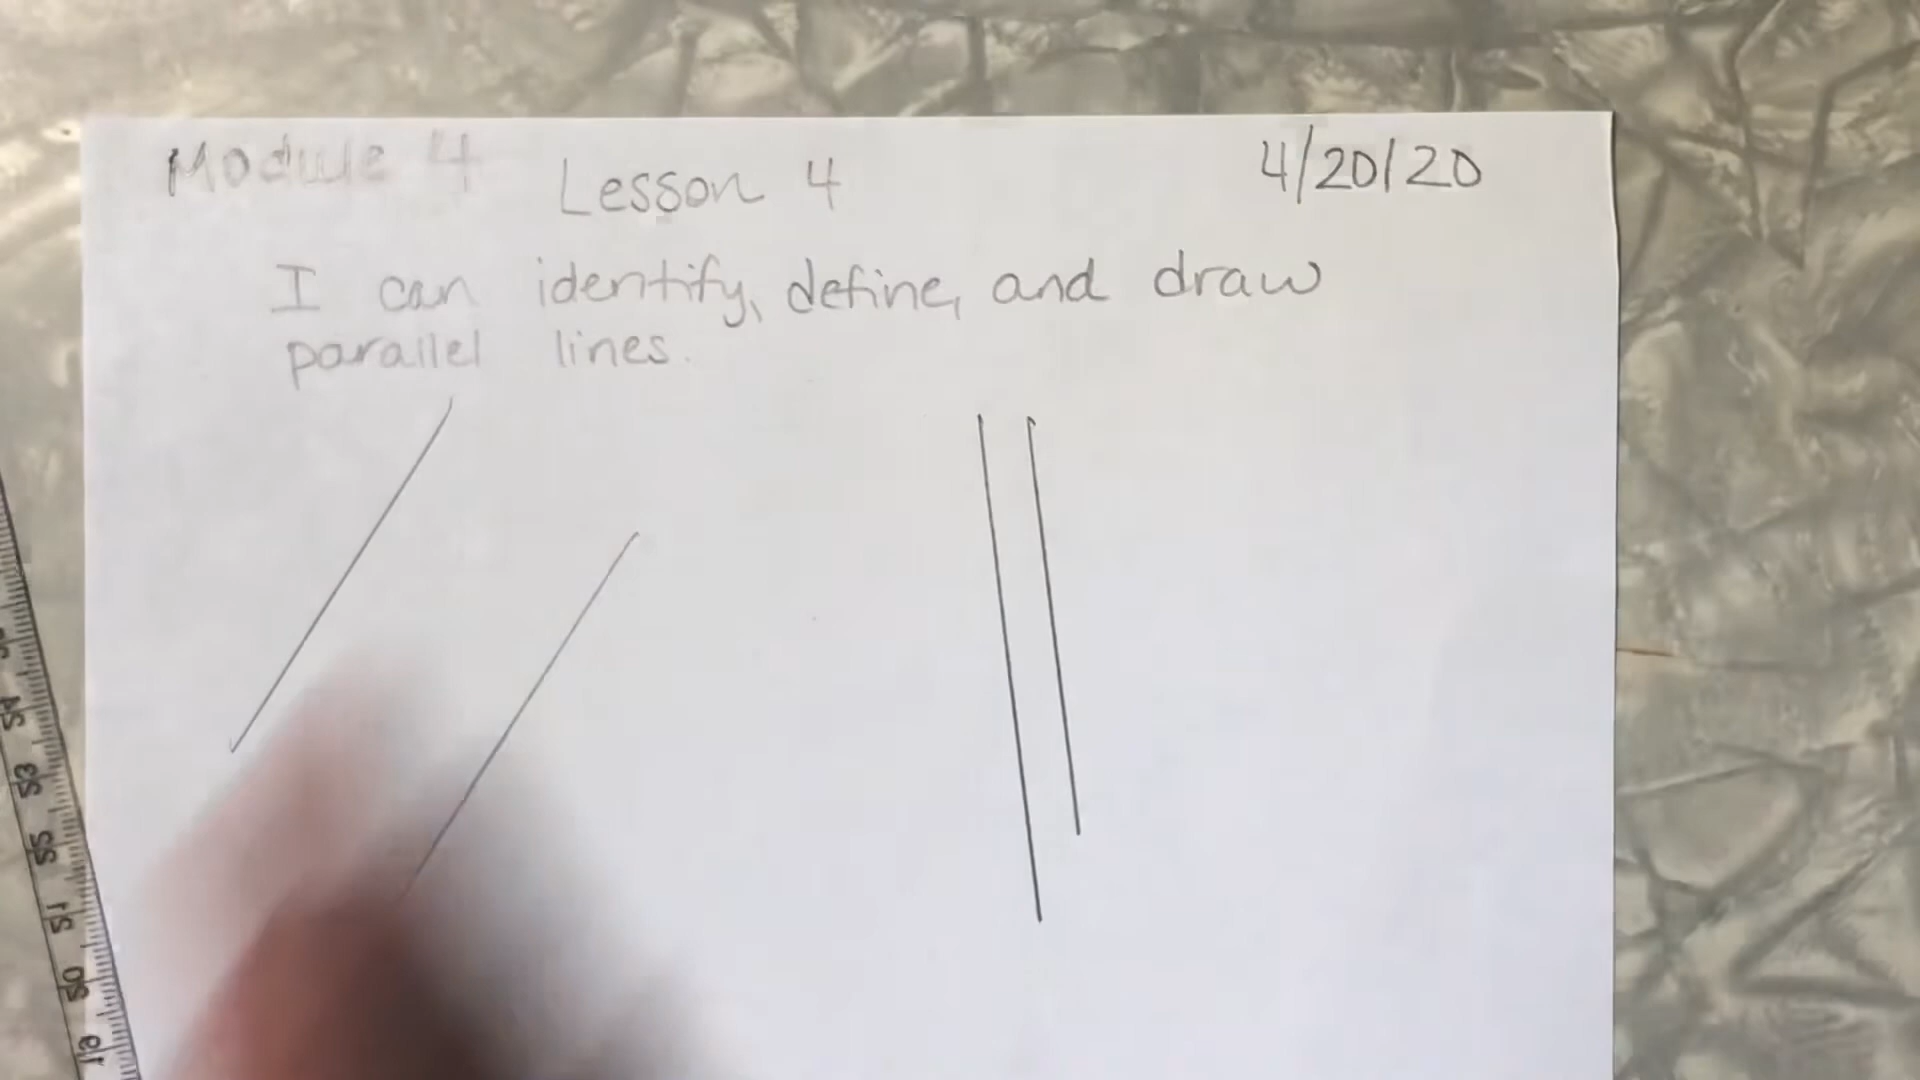 Module 4 Lesson 4 4/20/20
I can identify, define, and draw
parallel lines.